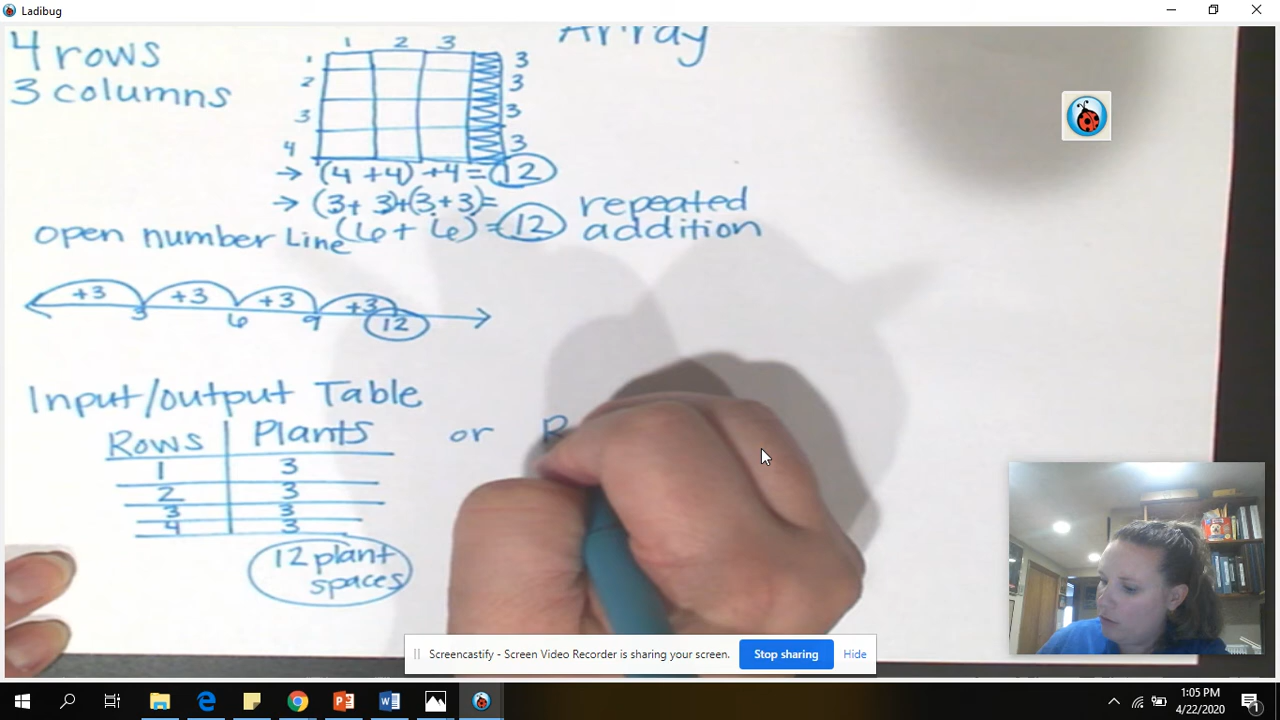 Ladibug
Array
4 rows
3 columns
1 2 3
1 3
2 3
3 3
4 3
→ (4 + 4) + 4 = 12
→ (3 + 3) + (3 + 3) =
(6 + 6) = 12
repeated
addition
open number Line
+3 +3 +3 +3
3 6 9 12
Input/output Table
Rows Plants
1 3
2 3
3 3
4 3
12 plant
spaces
or R
Screencastify - Screen Video Recorder is sharing your screen. Stop sharing Hide
1:05 PM
4/22/2020